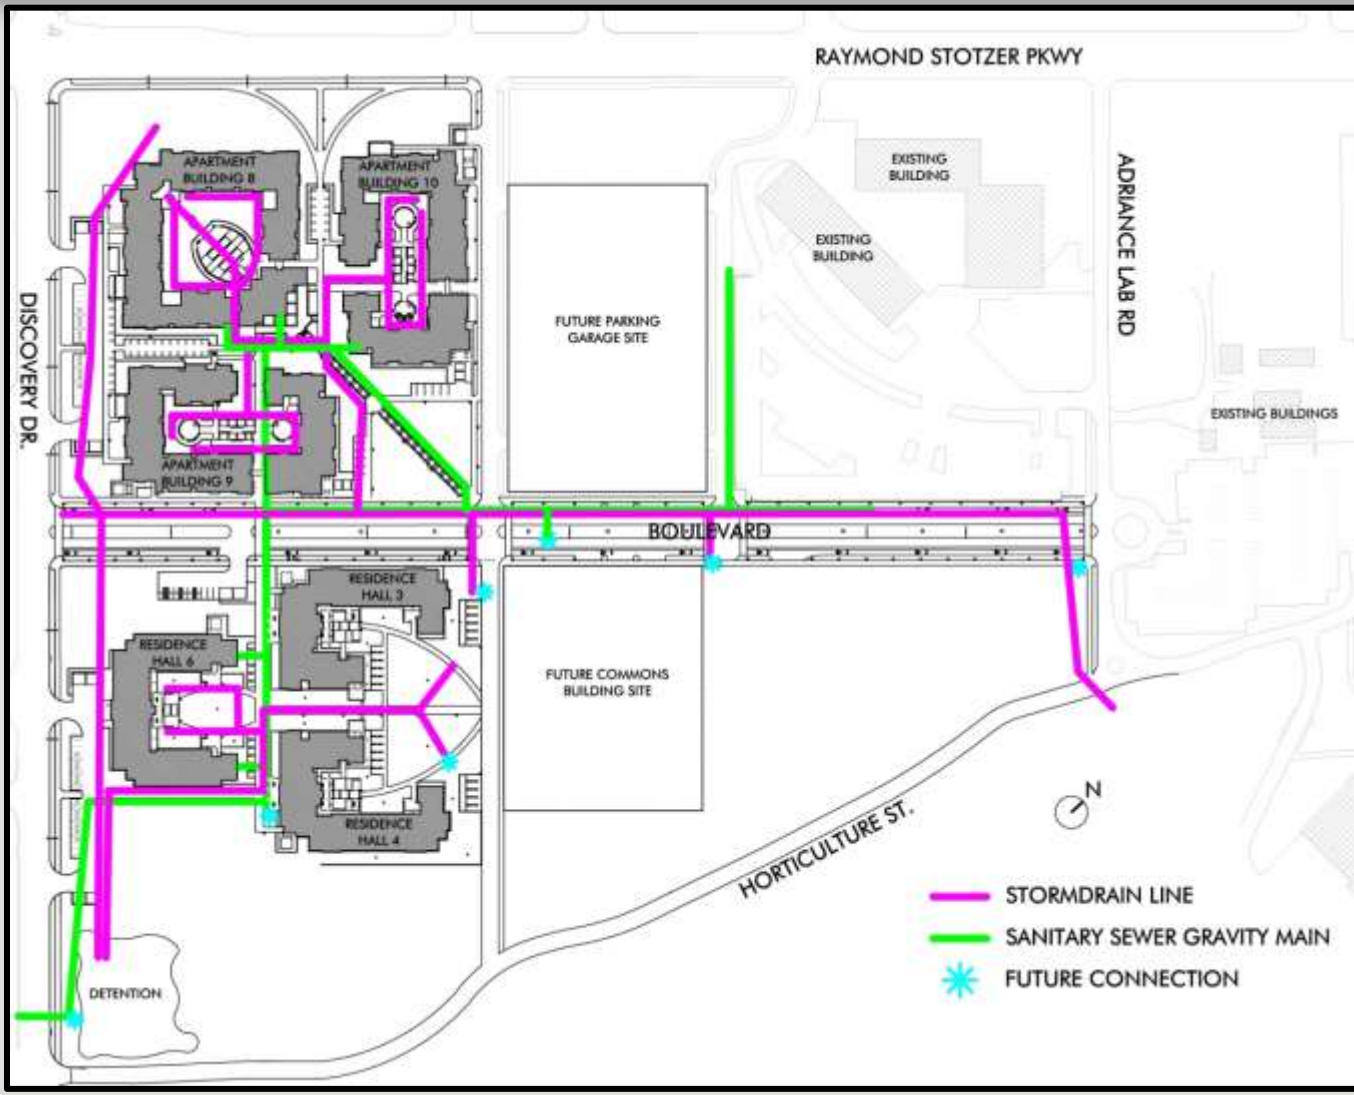 RAYMOND STOTZER PKWY
APARTMENT
BUILDING 8
APARTMENT
BUILDING 10
EXISTING
BUILDING
EXISTING
BUILDING
ADRIANCE LAB RD
DISCOVERY DR.
FUTURE PARKING
GARAGE SITE
EXISTING BUILDINGS
APARTMENT
BUILDING 9
BOULEVARD
RESIDENCE
HALL 3
RESIDENCE
HALL 6
FUTURE COMMONS
BUILDING SITE
N
RESIDENCE
HALL 4
HORTICULTURE ST.
STORMDRAIN LINE
SANITARY SEWER GRAVITY MAIN
FUTURE CONNECTION
DETENTION